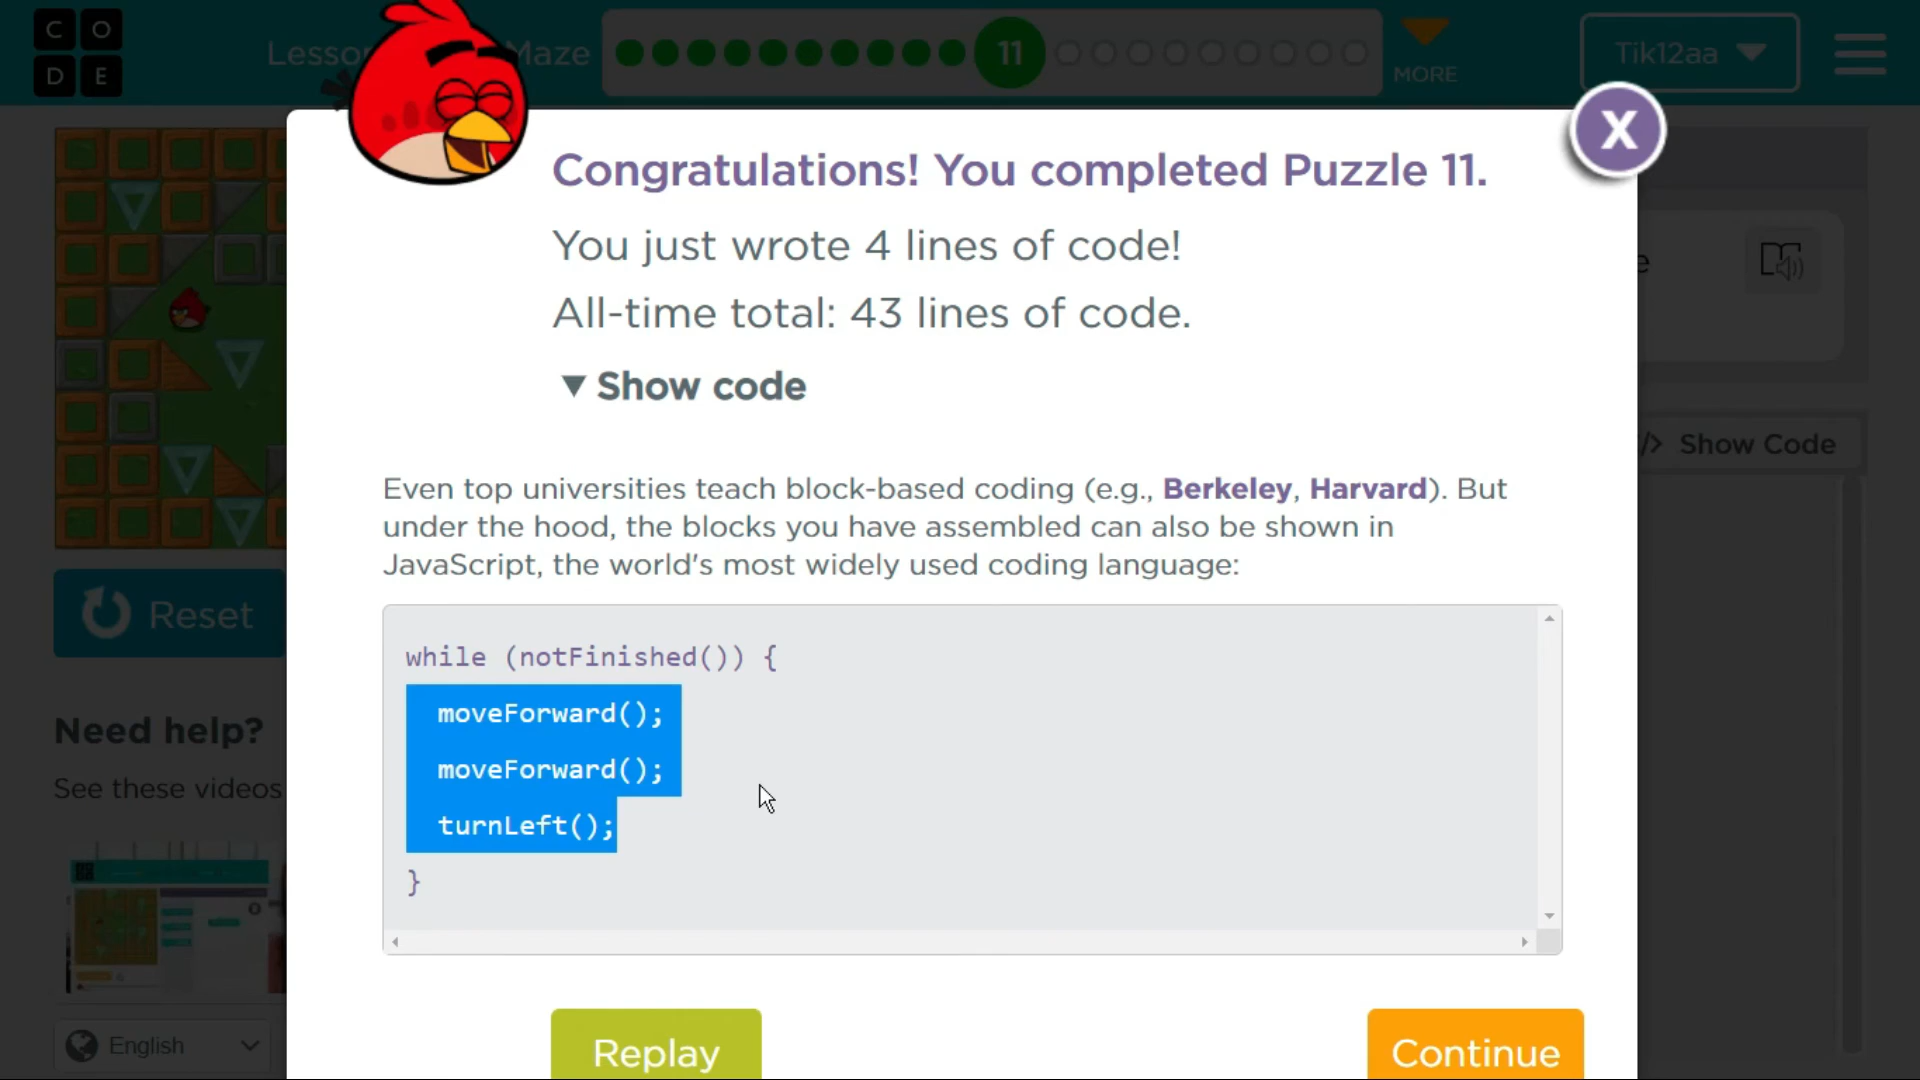 C O
D E
Lesso
Maze
11
MORE
Tik12aa
X
Congratulations! You completed Puzzle 11.
You just wrote 4 lines of code!
All-time total: 43 lines of code.
▼ Show code
e
</> Show Code
Even top universities teach block-based coding (e.g., Berkeley, Harvard). But
under the hood, the blocks you have assembled can also be shown in
JavaScript, the world's most widely used coding language:
Reset
while (notFinished()) {
moveForward();
moveForward();
turnLeft();
}
Need help?
See these videos
English
Replay
Continue